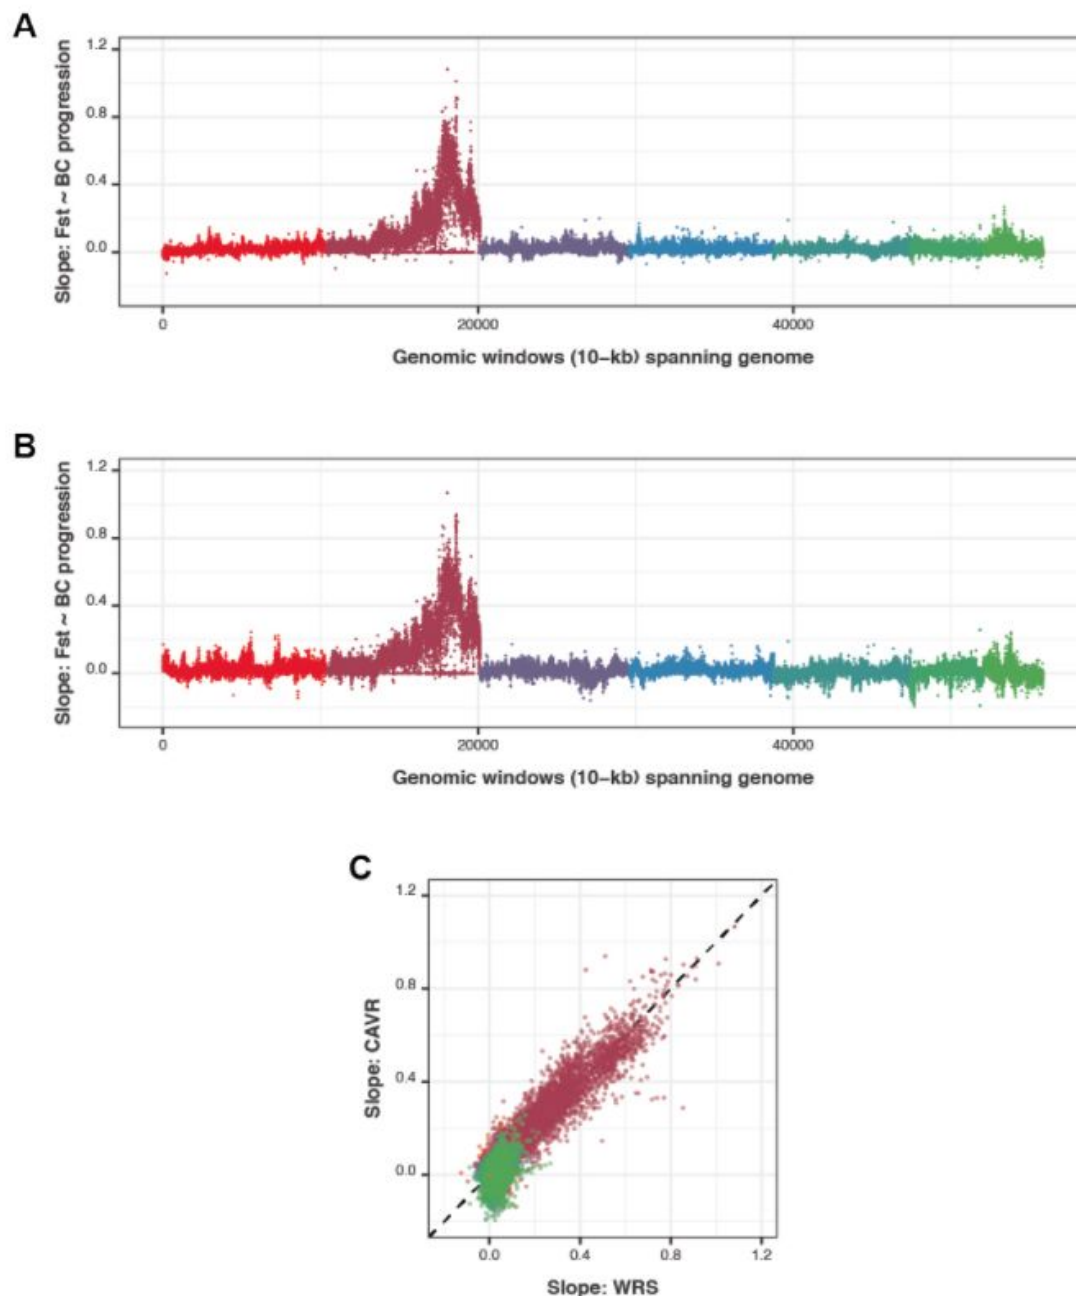 A
1.2
0.8
0.4
0.0
Slope: Fst ~ BC progression
0 20000 40000
Genomic windows (10−kb) spanning genome
B
1.2
0.8
0.4
0.0
Slope: Fst ~ BC progression
0 20000 40000
Genomic windows (10−kb) spanning genome
C
1.2
0.8
0.4
0.0
Slope: CAVR
0.0 0.4 0.8 1.2
Slope: WRS